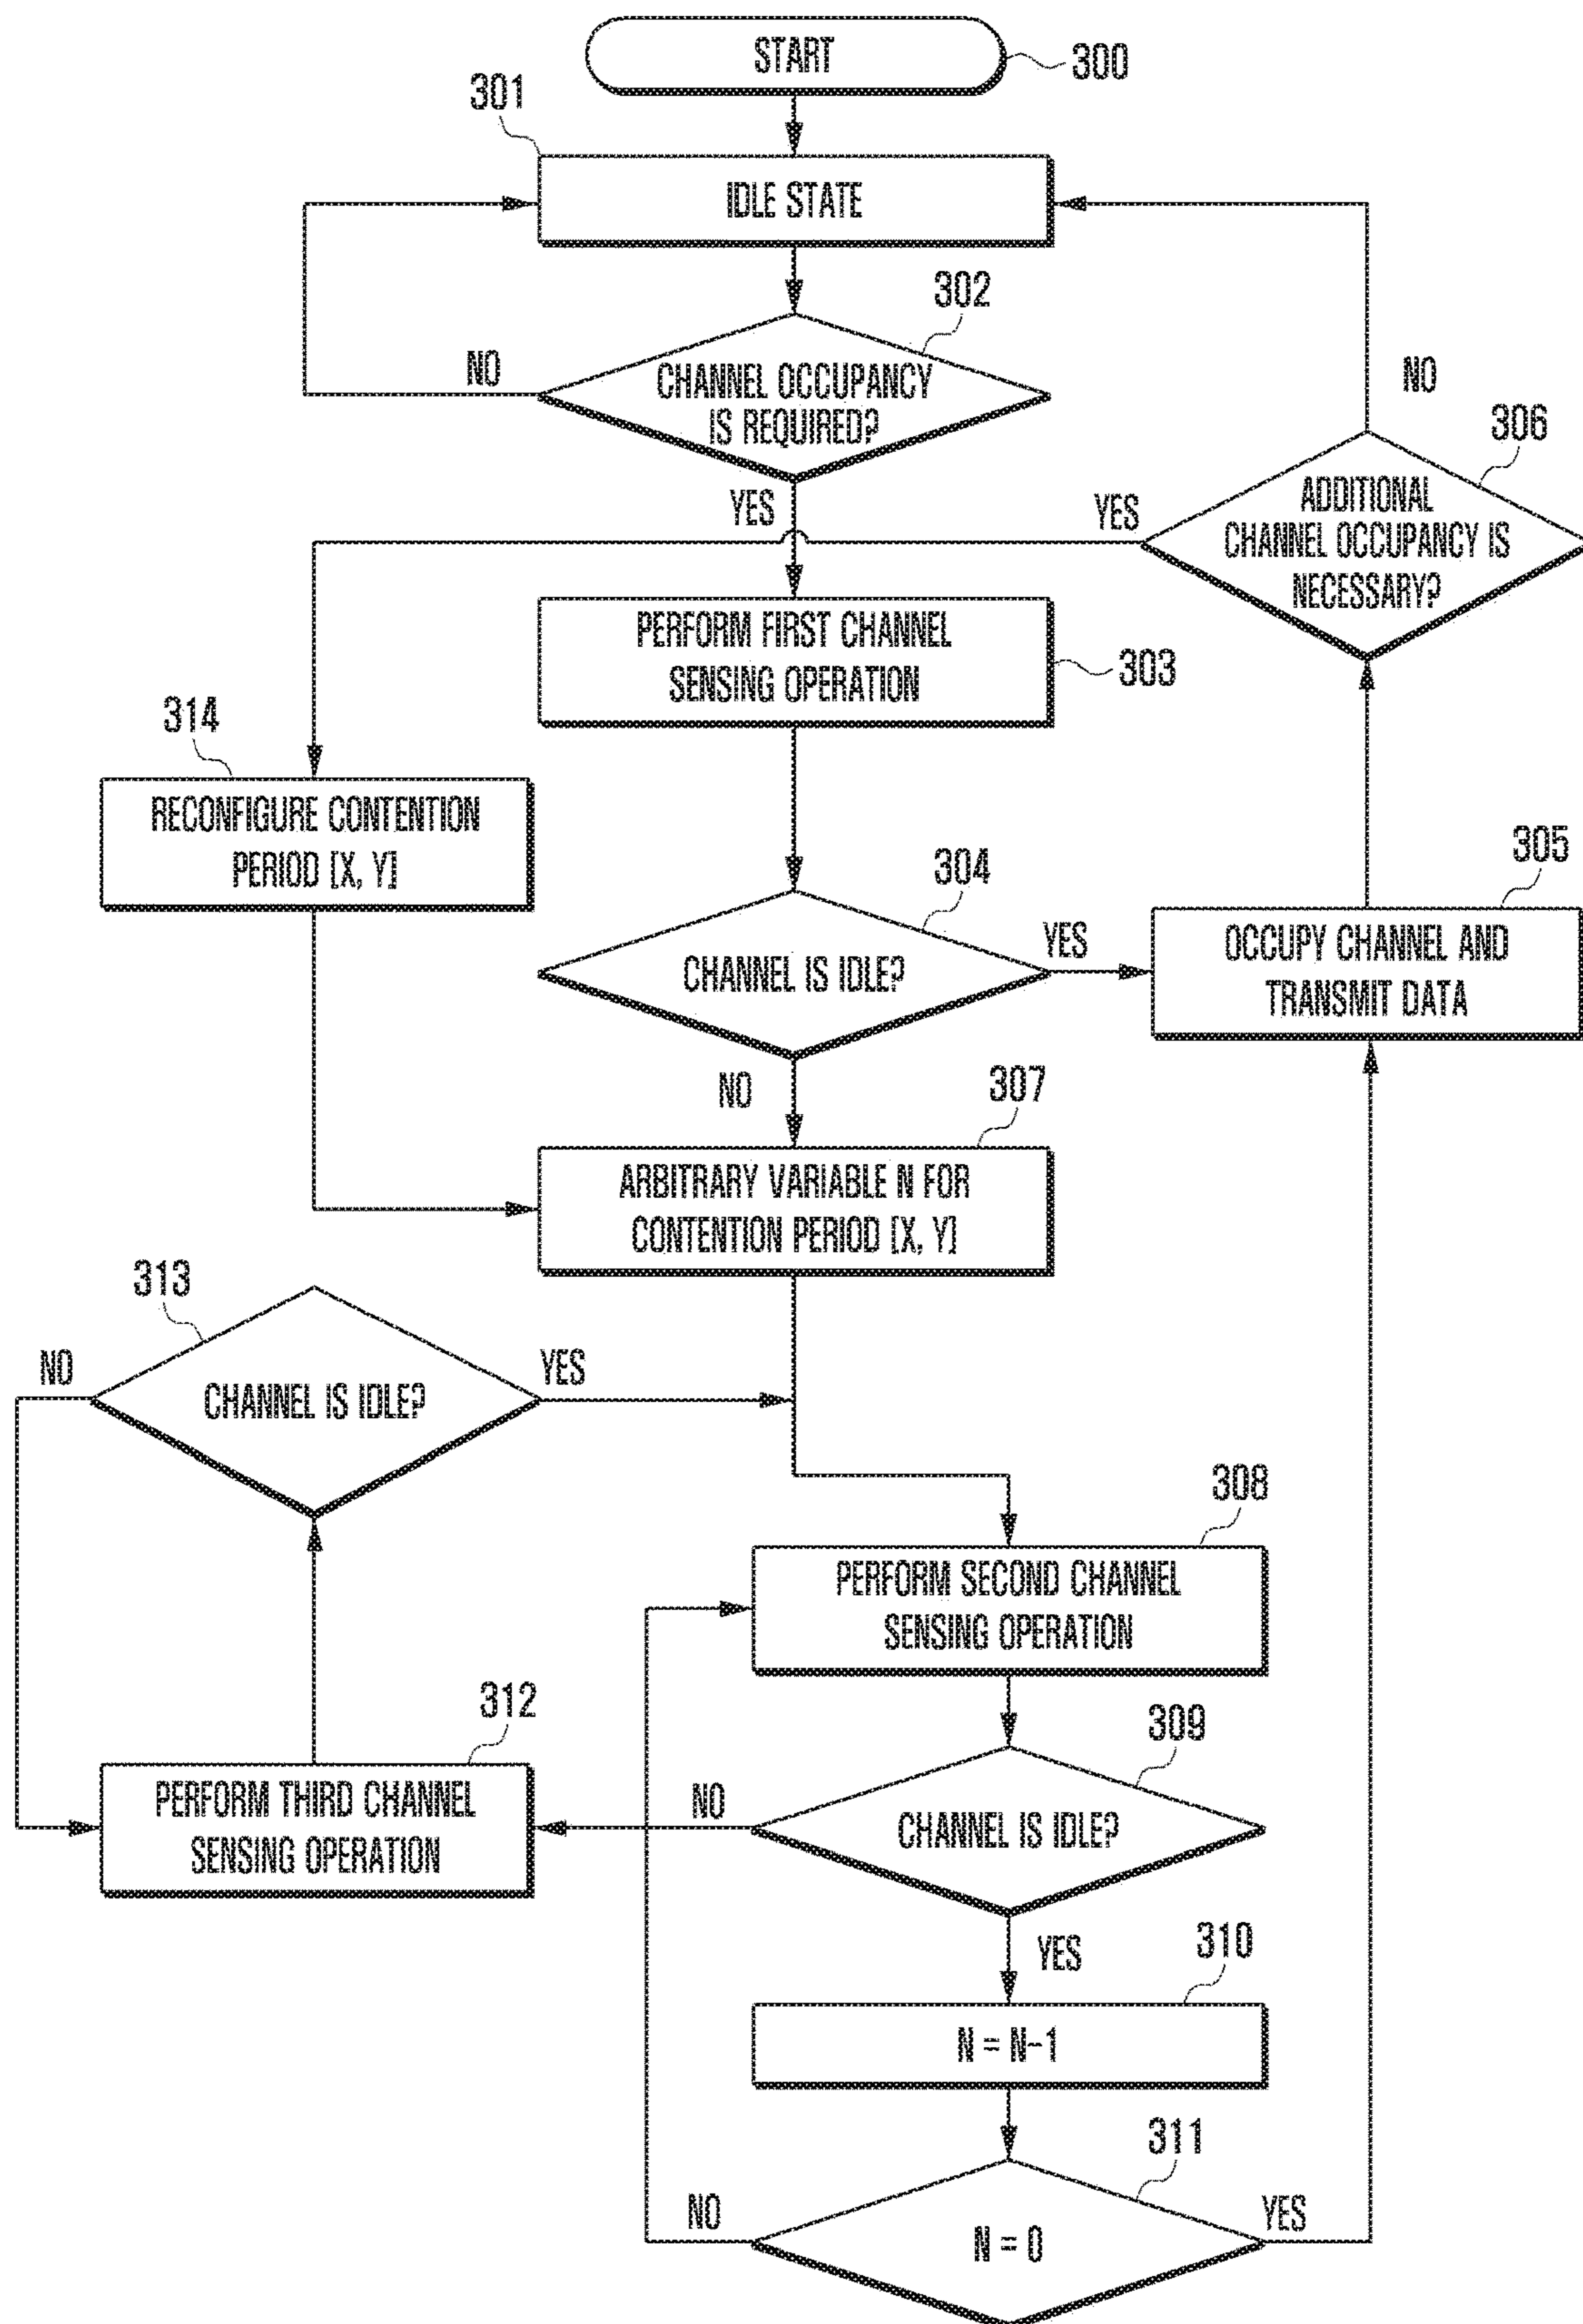 START
300
301
IDLE STATE
302
NO
CHANNEL OCCUPANCY
IS REQUIRED?
YES
NO
306
ADDITIONAL
CHANNEL OCCUPANCY IS
NECESSARY?
YES
PERFORM FIRST CHANNEL
SENSING OPERATION
303
314
RECONFIGURE CONTENTION
PERIOD [X, Y]
304
CHANNEL IS IDLE?
YES
305
OCCUPY CHANNEL AND
TRANSMIT DATA
NO
307
ARBITRARY VARIABLE N FOR
CONTENTION PERIOD [X, Y]
313
NO
CHANNEL IS IDLE?
YES
308
PERFORM SECOND CHANNEL
SENSING OPERATION
312
PERFORM THIRD CHANNEL
SENSING OPERATION
309
NO
CHANNEL IS IDLE?
YES
310
N = N-1
311
NO
N = 0
YES